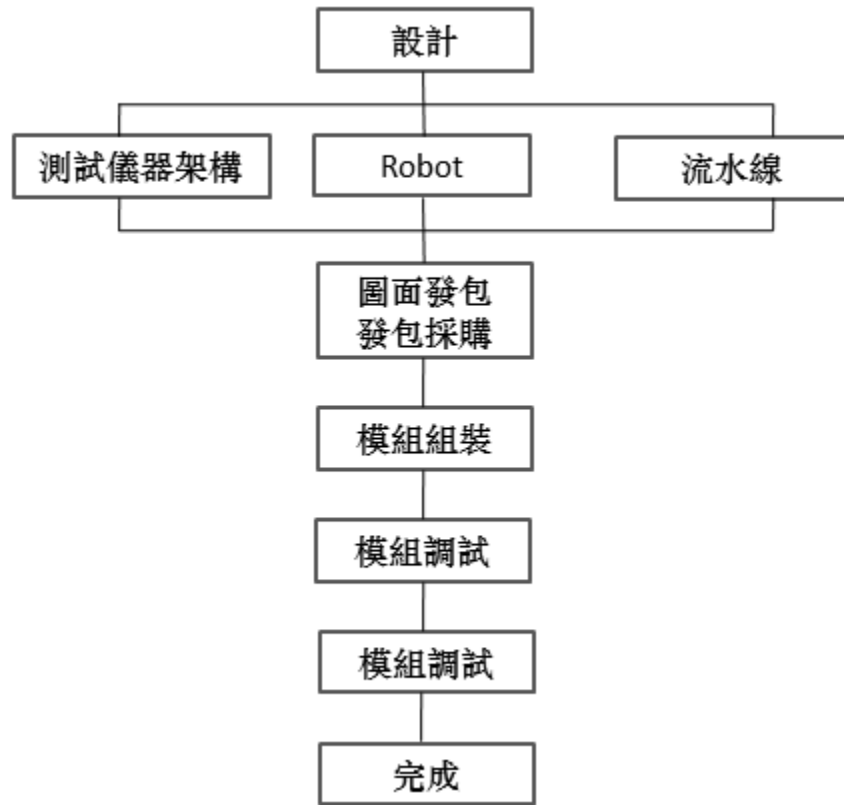 設計
測試儀器架構
Robot
流水線
圖面發包
發包採購
模組組裝
模組調試
模組調試
完成